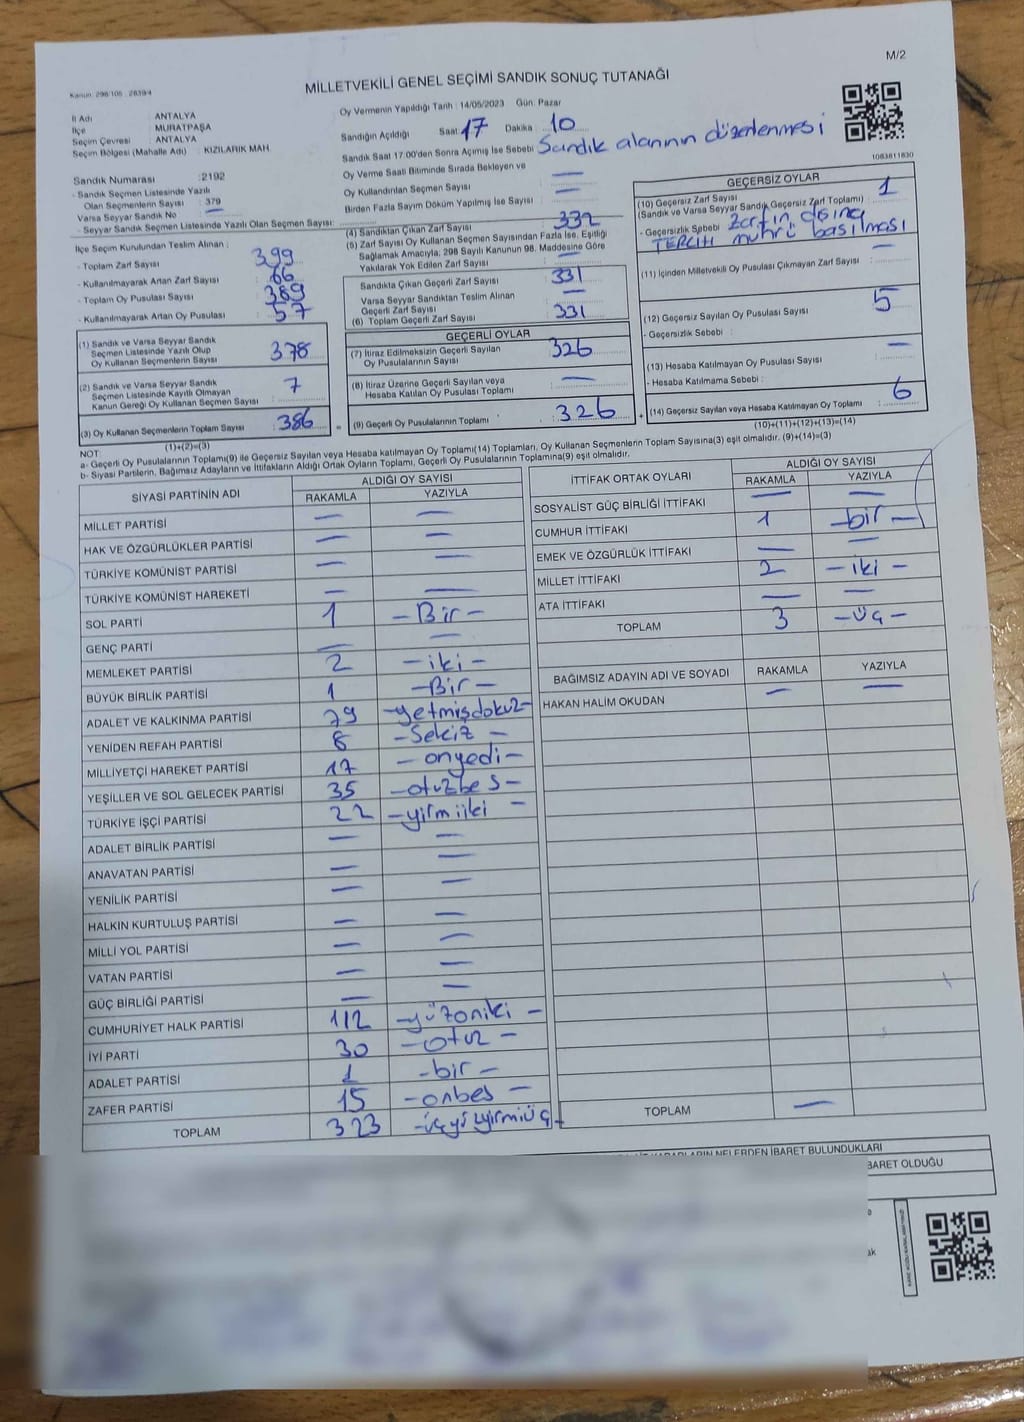 M/2
Kanun: 298/105 : 2839/4
MİLLETVEKİLİ GENEL SEÇİMİ SANDIK SONUÇ TUTANAĞI
İl Adı ANTALYA
İlçe MURATPAŞA
Seçim Çevresi : ANTALYA
Seçim Bölgesi (Mahalle Adı) : KIZILARIK MAH
Oy Vermenin Yapıldığı Tarih : 14/05/2023 Gün: Pazar
Sandığın Açıldığı Saat: 17 Dakika : 10
Sandık Saat 17:00'den Sonra Açımış İse Sebebi : Sandık alanının düzenlenmesi
Oy Verme Saati Bitiminde Sırada Bekleyen ve
Oy Kullandırılan Seçmen Sayısı : —
Birden Fazla Sayım Döküm Yapılmış İse Sayısı : —
1083811830
Sandık Numarası : 2192
- Sandık Seçmen Listesinde Yazılı
Olan Seçmenlerin Sayısı : 379
Varsa Seyyar Sandık No —
- Seyyar Sandık Seçmen Listesinde Yazılı Olan Seçmen Sayısı:
İlçe Seçim Kurulundan Teslim Alınan :
- Toplam Zarf Sayısı : 399
- Kullanılmayarak Artan Zarf Sayısı : 66
- Toplam Oy Pusulası Sayısı : 389
- Kullanılmayarak Artan Oy Pusulası : 57
(1) Sandık ve Varsa Seyyar Sandık
Seçmen Listesinde Yazılı Olup
Oy Kullanan Seçmenlerin Sayısı : 378
(2) Sandık ve Varsa Seyyar Sandık
Seçmen Listesinde Kayıtlı Olmayan
Kanun Gereği Oy Kullanan Seçmen Sayısı : 7
(3) Oy Kullanan Seçmenlerin Toplam Sayısı : 386
(1)+(2)=(3)
(4) Sandıktan Çıkan Zarf Sayısı : 332
(5) Zarf Sayısı Oy Kullanan Seçmen Sayısından Fazla İse, Eşitliği
Sağlamak Amacıyla; 298 Sayılı Kanunun 98. Maddesine Göre
Yakılarak Yok Edilen Zarf Sayısı : —
Sandıkta Çıkan Geçerli Zarf Sayısı : 331
Varsa Seyyar Sandıktan Teslim Alınan
Geçerli Zarf Sayısı : —
(6) Toplam Geçerli Zarf Sayısı : 331
GEÇERLİ OYLAR
(7) İtiraz Edilmeksizin Geçerli Sayılan
Oy Pusulalarının Sayısı : 326
(8) İtiraz Üzerine Geçerli Sayılan veya
Hesaba Katılan Oy Pusulası Toplamı : —
(9) Geçerli Oy Pusulalarının Toplamı : 326
GEÇERSİZ OYLAR
(10) Geçersiz Zarf Sayısı : 1
(Sandık ve Varsa Seyyar Sandık Geçersiz Zarf Toplamı) :
- Geçersizlik Sebebi : Zarfın dışına
TERCİH mührü basılması
(11) İçinden Milletvekili Oy Pusulası Çıkmayan Zarf Sayısı : —
(12) Geçersiz Sayılan Oy Pusulası Sayısı : 5
- Geçersizlik Sebebi :
(13) Hesaba Katılmayan Oy Pusulası Sayısı : —
- Hesaba Katılmama Sebebi :
(14) Geçersiz Sayılan veya Hesaba Katılmayan Oy Toplamı : 6
(10)+(11)+(12)+(13)=(14)
NOT:
a- Geçerli Oy Pusulalarının Toplamı(9) ile Geçersiz Sayılan veya Hesaba katılmayan Oy Toplamı(14) Toplamları, Oy Kullanan Seçmenlerin Toplam Sayısına(3) eşit olmalıdır. (9)+(14)=(3)
b- Siyasi Partilerin, Bağımsız Adayların ve İttifakların Aldığı Ortak Oyların Toplamı, Geçerli Oy Pusulalarının Toplamına(9) eşit olmalıdır.
SİYASİ PARTİNİN ADI ALDIĞI OY SAYISI
RAKAMLA YAZIYLA
MİLLET PARTİSİ — —
HAK VE ÖZGÜRLÜKLER PARTİSİ — —
TÜRKİYE KOMÜNİST PARTİSİ — —
TÜRKİYE KOMÜNİST HAREKETİ — —
SOL PARTİ 1 – Bir –
GENÇ PARTİ — —
MEMLEKET PARTİSİ 2 – iki –
BÜYÜK BİRLİK PARTİSİ 1 – Bir –
ADALET VE KALKINMA PARTİSİ 79 – yetmişdokuz –
YENİDEN REFAH PARTİSİ 8 – Sekiz –
MİLLİYETÇİ HAREKET PARTİSİ 17 – onyedi –
YEŞİLLER VE SOL GELECEK PARTİSİ 35 – otuzbes –
TÜRKİYE İŞÇİ PARTİSİ 22 – yirmiiki –
ADALET BİRLİK PARTİSİ — —
ANAVATAN PARTİSİ — —
YENİLİK PARTİSİ — —
HALKIN KURTULUŞ PARTİSİ — —
MİLLİ YOL PARTİSİ — —
VATAN PARTİSİ — —
GÜÇ BİRLİĞİ PARTİSİ — —
CUMHURİYET HALK PARTİSİ 112 – yüzoniki –
İYİ PARTİ 30 – otuz –
ADALET PARTİSİ 1 – bir –
ZAFER PARTİSİ 15 – onbes –
TOPLAM 323 – üçyüzyirmiüç –
İTTİFAK ORTAK OYLARI ALDIĞI OY SAYISI
RAKAMLA YAZIYLA
SOSYALİST GÜÇ BİRLİĞİ İTTİFAKI — —
CUMHUR İTTİFAKI 1 – bir –
EMEK VE ÖZGÜRLÜK İTTİFAKI — —
MİLLET İTTİFAKI 2 – iki –
ATA İTTİFAKI — —
TOPLAM 3 – üç –
BAĞIMSIZ ADAYIN ADI VE SOYADI RAKAMLA YAZIYLA
HAKAN HALİM OKUDAN — —
TOPLAM —
NELERDEN İBARET BULUNDUKLARI
BARET OLDUĞU